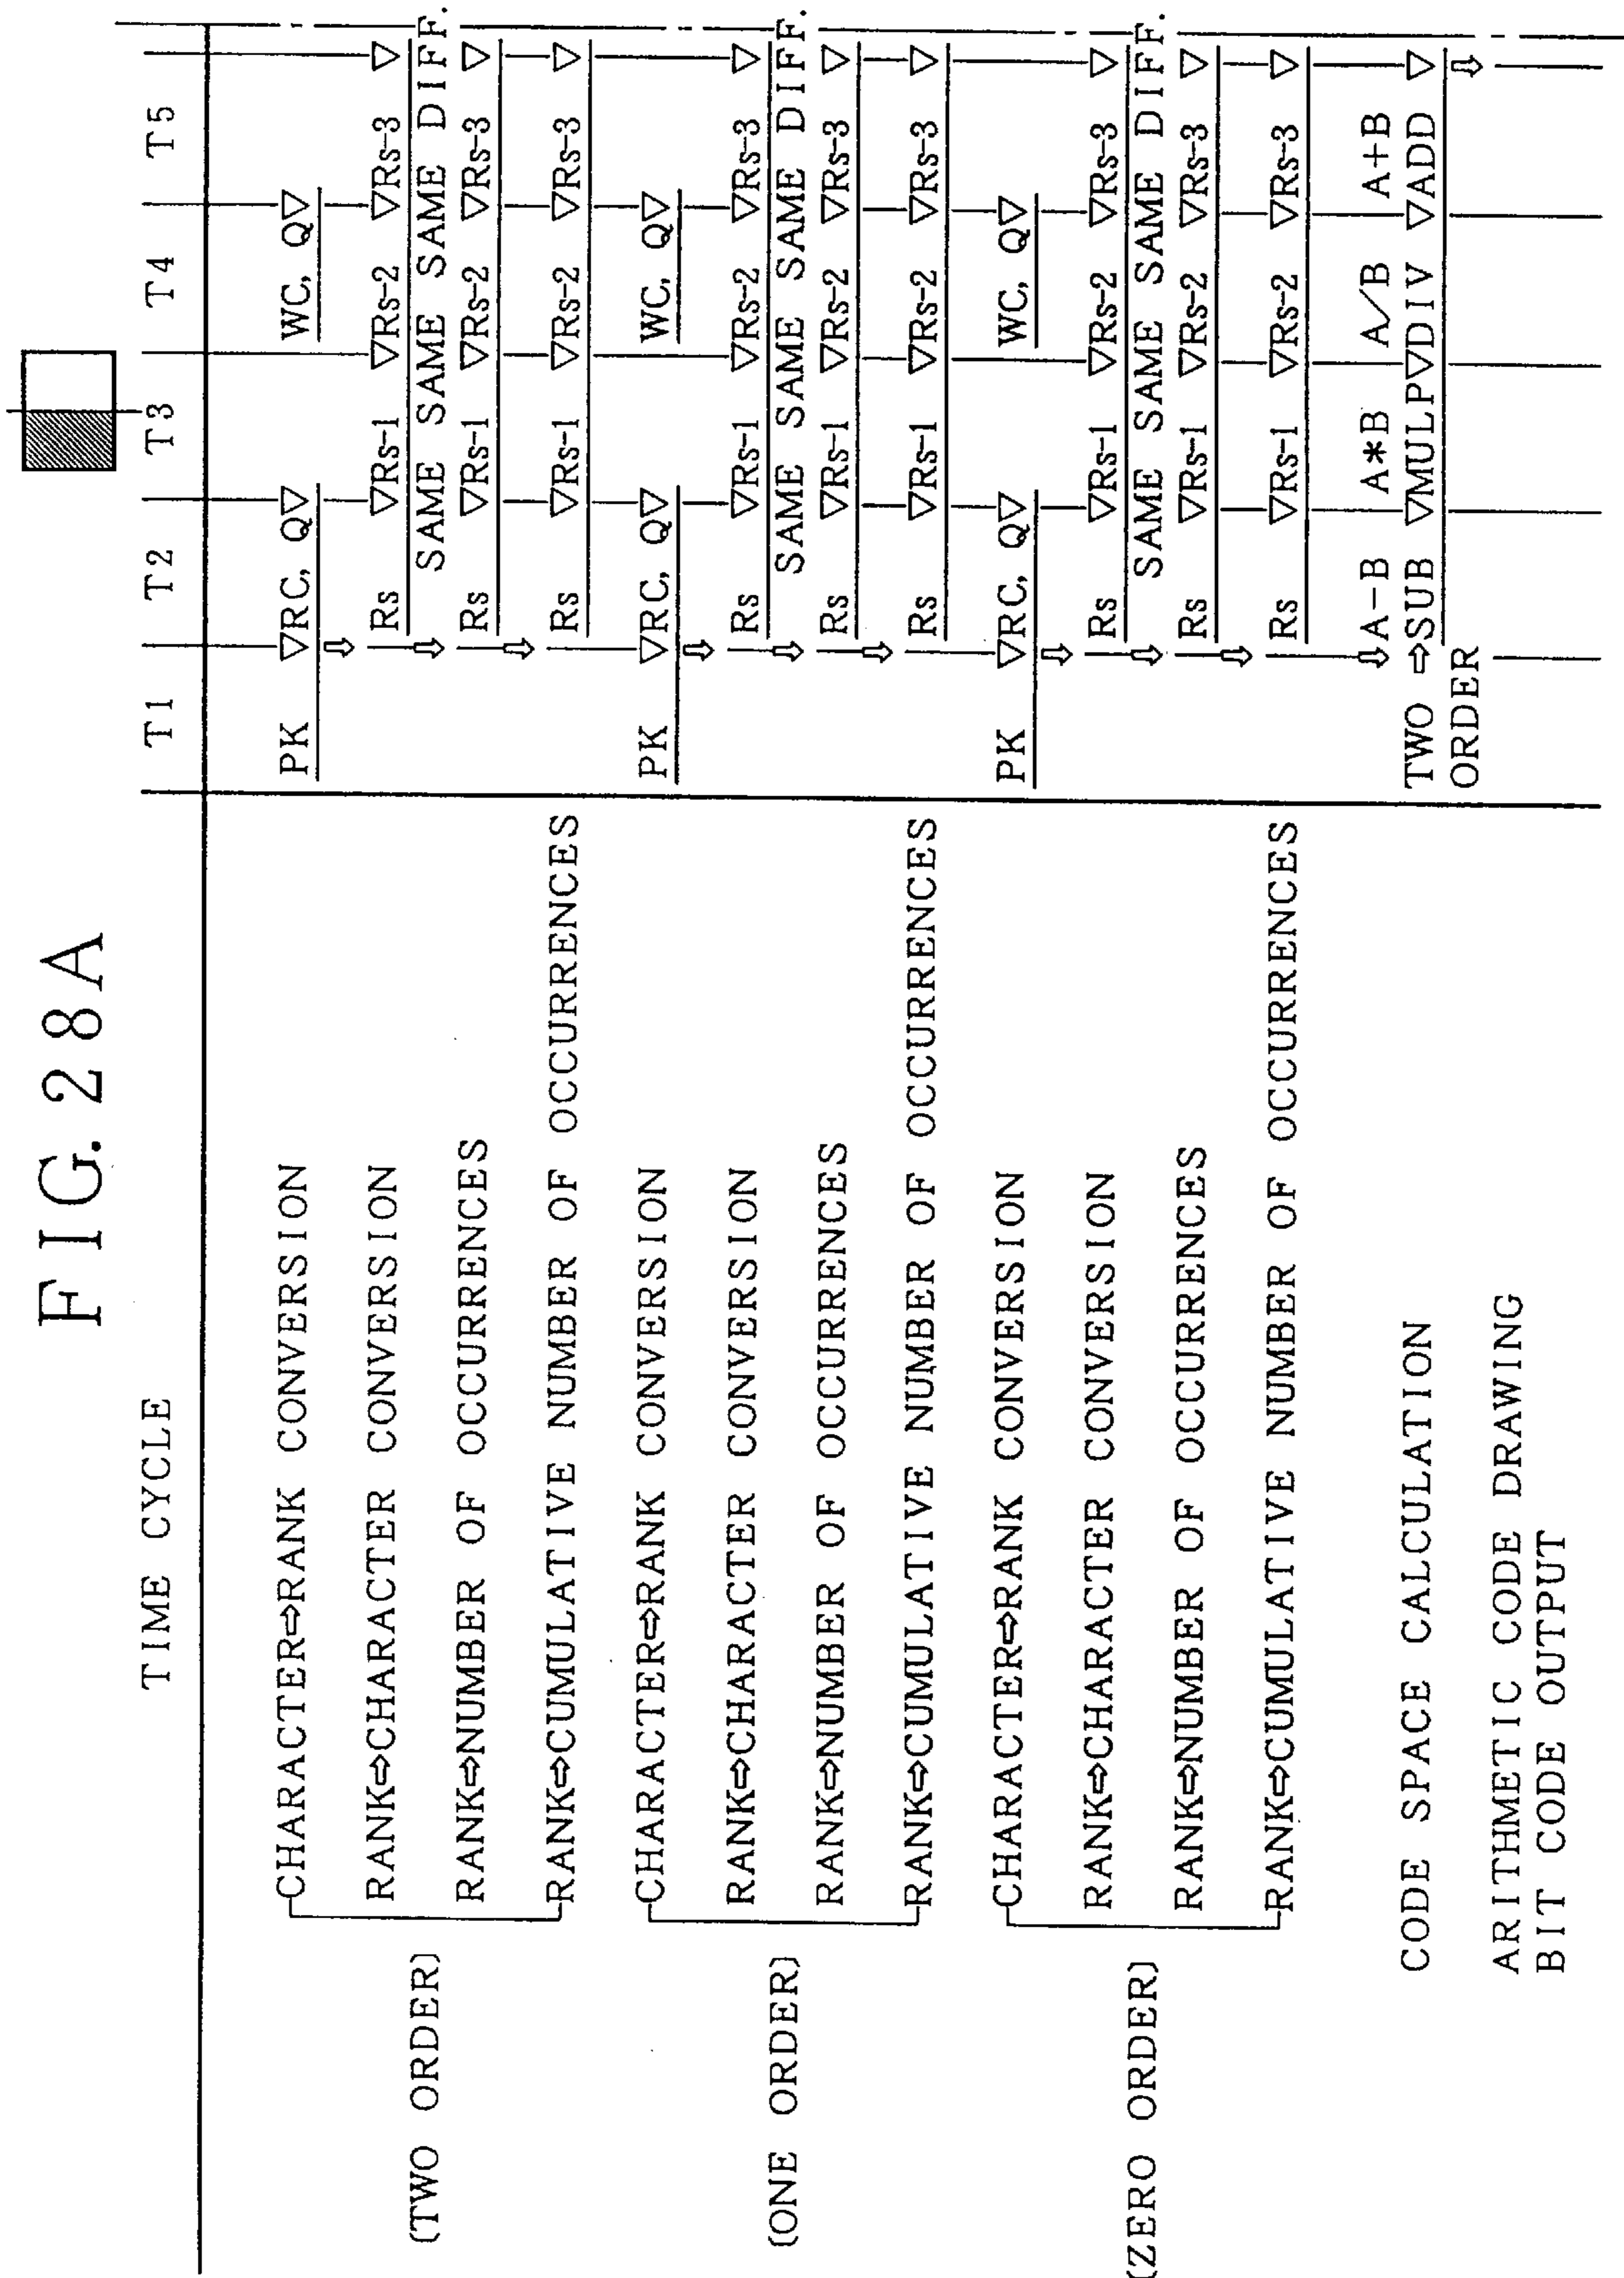 FIG. 28A
TIME CYCLE T1 T2 T3 T4 T5
(TWO ORDER)
CHARACTER⇨RANK CONVERSION PK ▽RC, Q▽ WC, Q▽
RANK⇨CHARACTER CONVERSION Rs ▽Rs-1 ▽Rs-2 ▽Rs-3 ▽
SAME SAME SAME DIFF.
RANK⇨NUMBER OF OCCURRENCES Rs ▽Rs-1 ▽Rs-2 ▽Rs-3 ▽
RANK⇨CUMULATIVE NUMBER OF OCCURRENCES Rs ▽Rs-1 ▽Rs-2 ▽Rs-3 ▽
(ONE ORDER)
CHARACTER⇨RANK CONVERSION PK ▽RC, Q▽ WC, Q▽
RANK⇨CHARACTER CONVERSION Rs ▽Rs-1 ▽Rs-2 ▽Rs-3 ▽
SAME SAME SAME DIFF.
RANK⇨NUMBER OF OCCURRENCES Rs ▽Rs-1 ▽Rs-2 ▽Rs-3 ▽
RANK⇨CUMULATIVE NUMBER OF OCCURRENCES Rs ▽Rs-1 ▽Rs-2 ▽Rs-3 ▽
(ZERO ORDER)
CHARACTER⇨RANK CONVERSION PK ▽RC, Q▽ WC, Q▽
RANK⇨CHARACTER CONVERSION Rs ▽Rs-1 ▽Rs-2 ▽Rs-3 ▽
SAME SAME SAME DIFF.
RANK⇨NUMBER OF OCCURRENCES Rs ▽Rs-1 ▽Rs-2 ▽Rs-3 ▽
RANK⇨CUMULATIVE NUMBER OF OCCURRENCES Rs ▽Rs-1 ▽Rs-2 ▽Rs-3 ▽
A-B A*B A/B A+B
CODE SPACE CALCULATION TWO ⇨SUB ▽MULP▽DIV ▽ADD ▽
ORDER
ARITHMETIC CODE DRAWING
BIT CODE OUTPUT